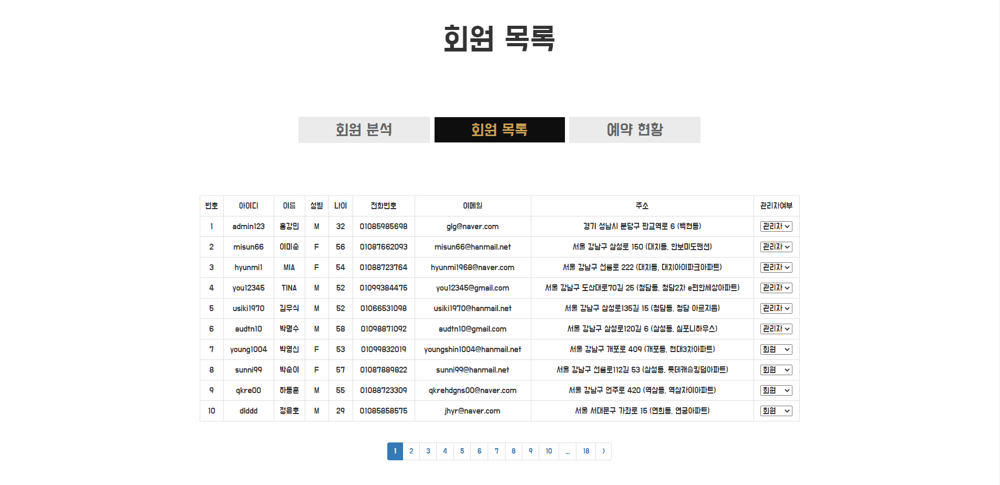 회원 목록
회원 분석 회원 목록 예약 현황
번호 아이디 이름 성별 나이 전화번호 이메일 주소 관리자여부
1 admin123 홍강민 M 32 01085985698 glg@naver.com 경기 성남시 분당구 판교역로 6 (백현동) 관리자
2 misun66 이미순 F 56 01087662093 misun66@hanmail.net 서울 강남구 삼성로 150 (대치동, 한보미도맨션) 관리자
3 hyunmi1 MIA F 54 01088723764 hyunmi1968@naver.com 서울 강남구 선릉로 222 (대치동, 대치아이파크아파트) 관리자
4 you12345 TINA M 52 01099384475 you12345@gmail.com 서울 강남구 도산대로70길 25 (청담동, 청담2차 e편한세상아파트) 관리자
5 usiki1970 김우식 M 52 01066531098 usiki1970@hanmail.net 서울 강남구 삼성로135길 15 (청담동, 청담 아르지움) 관리자
6 audtn10 박명수 M 58 01098871092 audtn10@gmail.com 서울 강남구 삼성로120길 6 (삼성동, 심포니하우스) 관리자
7 young1004 박영신 F 53 01099832019 youngshin1004@hanmail.net 서울 강남구 개포로 409 (개포동, 현대3차아파트) 회원
8 sunni99 박순이 F 57 01087889822 sunni99@hanmail.net 서울 강남구 선릉로112길 53 (삼성동, 롯데캐슬킹덤아파트) 회원
9 qkre00 하동훈 M 55 01088723309 qkrehdgns00@naver.com 서울 강남구 언주로 420 (역삼동, 역삼자이아파트) 회원
10 dlddd 정윤호 M 29 01085858575 jhyr@naver.com 서울 서대문구 가좌로 15 (연희동, 연궁아파트) 회원
1 2 3 4 5 6 7 8 9 10 ... 18 >